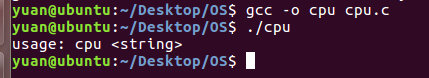 yuan@ubuntu:~/Desktop/OS$ gcc -o cpu cpu.c
yuan@ubuntu:~/Desktop/OS$ ./cpu
usage: cpu <string>
yuan@ubuntu:~/Desktop/OS$